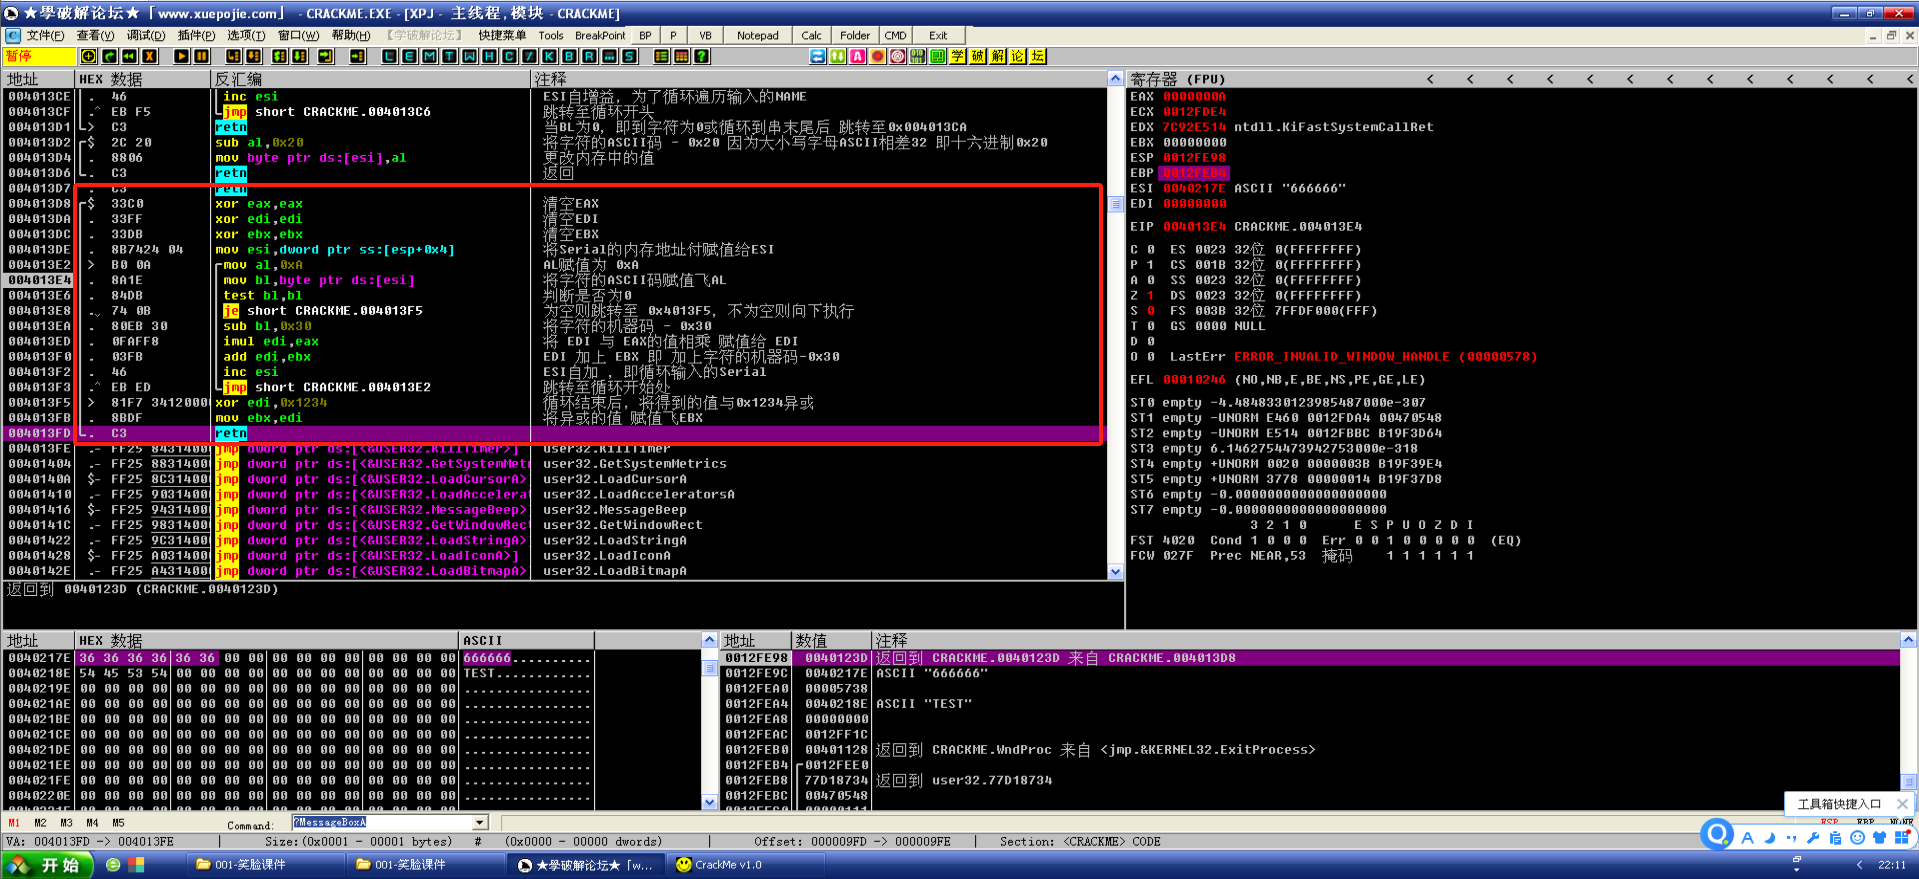 ★學破解论坛★「www.xuepojie.com」 - CRACKME.EXE - [XPJ - 主线程,模块 - CRACKME]
文件(F) 查看(V) 调试(D) 插件(P) 选项(T) 窗口(W) 帮助(H) 【学破解论坛】 快捷菜单 Tools BreakPoint BP P VB Notepad Calc Folder CMD Exit
暂停 L E M T W H C / K B R ... S ? 学 破 解 论 坛
地址 HEX 数据 反汇编 注释
004013CE . 46 inc esi ESI自增益，为了循环遍历输入的NAME
004013CF .^ EB F5 jmp short CRACKME.004013C6 跳转至循环开头
004013D1 > C3 retn 当BL为0，即到字符为0或循环到串末尾后 跳转至0x004013CA
004013D2 $ 2C 20 sub al,0x20 将字符的ASCII码 - 0x20 因为大小写字母ASCII相差32 即十六进制0x20
004013D4 . 8806 mov byte ptr ds:[esi],al 更改内存中的值
004013D6 . C3 retn 返回
004013D7 . C3 retn
004013D8 $ 33C0 xor eax,eax 清空EAX
004013DA . 33FF xor edi,edi 清空EDI
004013DC . 33DB xor ebx,ebx 清空EBX
004013DE . 8B7424 04 mov esi,dword ptr ss:[esp+0x4] 将Serial的内存地址付赋值给ESI
004013E2 > B0 0A mov al,0xA AL赋值为 0xA
004013E4 . 8A1E mov bl,byte ptr ds:[esi] 将字符的ASCII码赋值飞AL
004013E6 . 84DB test bl,bl 判断是否为0
004013E8 . 74 0B je short CRACKME.004013F5 为空则跳转至 0x4013F5，不为空则向下执行
004013EA . 80EB 30 sub bl,0x30 将字符的机器码 - 0x30
004013ED . 0FAFF8 imul edi,eax 将 EDI 与 EAX的值相乘 赋值给 EDI
004013F0 . 03FB add edi,ebx EDI 加上 EBX 即 加上字符的机器码-0x30
004013F2 . 46 inc esi ESI自加 ，即循环输入的Serial
004013F3 .^ EB ED jmp short CRACKME.004013E2 跳转至循环开始处
004013F5 > 81F7 34120000 xor edi,0x1234 循环结束后，将得到的值与0x1234异或
004013FB . 8BDF mov ebx,edi 将异或的值 赋值飞EBX
004013FD . C3 retn
004013FE .- FF25 84314000 jmp dword ptr ds:[<&USER32.KillTimer>] user32.KillTimer
00401404 .- FF25 88314000 jmp dword ptr ds:[<&USER32.GetSystemMetr user32.GetSystemMetrics
0040140A $- FF25 8C314000 jmp dword ptr ds:[<&USER32.LoadCursorA> user32.LoadCursorA
00401410 .- FF25 90314000 jmp dword ptr ds:[<&USER32.LoadAccelerat user32.LoadAcceleratorsA
00401416 $- FF25 94314000 jmp dword ptr ds:[<&USER32.MessageBeep> user32.MessageBeep
0040141C .- FF25 98314000 jmp dword ptr ds:[<&USER32.GetWindowRect user32.GetWindowRect
00401422 .- FF25 9C314000 jmp dword ptr ds:[<&USER32.LoadStringA> user32.LoadStringA
00401428 $- FF25 A0314000 jmp dword ptr ds:[<&USER32.LoadIconA>] user32.LoadIconA
0040142E .- FF25 A4314000 jmp dword ptr ds:[<&USER32.LoadBitmapA> user32.LoadBitmapA
返回到 0040123D (CRACKME.0040123D)
寄存器 (FPU) < < < < < < < < < < < < <
EAX 0000000A
ECX 0012FDE4
EDX 7C92E514 ntdll.KiFastSystemCallRet
EBX 00000000
ESP 0012FE98
EBP 0012FEB4
ESI 0040217E ASCII "666666"
EDI 00000000
EIP 004013E4 CRACKME.004013E4
C 0 ES 0023 32位 0(FFFFFFFF)
P 1 CS 001B 32位 0(FFFFFFFF)
A 0 SS 0023 32位 0(FFFFFFFF)
Z 1 DS 0023 32位 0(FFFFFFFF)
S 0 FS 003B 32位 7FFDF000(FFF)
T 0 GS 0000 NULL
D 0
O 0 LastErr ERROR_INVALID_WINDOW_HANDLE (00000578)
EFL 00010246 (NO,NB,E,BE,NS,PE,GE,LE)
ST0 empty -4.4848330123985487000e-307
ST1 empty -UNORM E460 0012FDA4 00470548
ST2 empty -UNORM E514 0012FBBC B19F3D64
ST3 empty 6.1462754473942753000e-318
ST4 empty +UNORM 0020 0000003B B19F39E4
ST5 empty +UNORM 3778 00000014 B19F37D8
ST6 empty -0.0000000000000000000
ST7 empty -0.0000000000000000000
3 2 1 0 E S P U O Z D I
FST 4020 Cond 1 0 0 0 Err 0 0 1 0 0 0 0 0 (EQ)
FCW 027F Prec NEAR,53 掩码 1 1 1 1 1 1
地址 HEX 数据 ASCII
0040217E 36 36 36 36 36 36 00 00 00 00 00 00 00 00 00 00 666666..........
0040218E 54 45 53 54 00 00 00 00 00 00 00 00 00 00 00 00 TEST............
0040219E 00 00 00 00 00 00 00 00 00 00 00 00 00 00 00 00 ................
004021AE 00 00 00 00 00 00 00 00 00 00 00 00 00 00 00 00 ................
004021BE 00 00 00 00 00 00 00 00 00 00 00 00 00 00 00 00 ................
004021CE 00 00 00 00 00 00 00 00 00 00 00 00 00 00 00 00 ................
004021DE 00 00 00 00 00 00 00 00 00 00 00 00 00 00 00 00 ................
004021EE 00 00 00 00 00 00 00 00 00 00 00 00 00 00 00 00 ................
004021FE 00 00 00 00 00 00 00 00 00 00 00 00 00 00 00 00 ................
0040220E 00 00 00 00 00 00 00 00 00 00 00 00 00 00 00 00 ................
地址 数值 注释
0012FE98 0040123D 返回到 CRACKME.0040123D 来自 CRACKME.004013D8
0012FE9C 0040217E ASCII "666666"
0012FEA0 00005738
0012FEA4 0040218E ASCII "TEST"
0012FEA8 00000000
0012FEAC 0012FF1C
0012FEB0 00401128 返回到 CRACKME.WndProc 来自 <jmp.&KERNEL32.ExitProcess>
0012FEB4 0012FEE0
0012FEB8 77D18734 返回到 user32.77D18734
0012FEBC 00470548
工具箱快捷入口
M1 M2 M3 M4 M5 Command: ?MessageBoxA
VA: 004013FD -> 004013FE Size:(0x0001 - 00001 bytes) # (0x0000 - 00000 dwords) Offset: 000009FD -> 000009FE Section: <CRACKME> CODE
开始 001-笑脸课件 001-笑脸课件 ★學破解论坛★「w... CrackMe v1.0 22:11